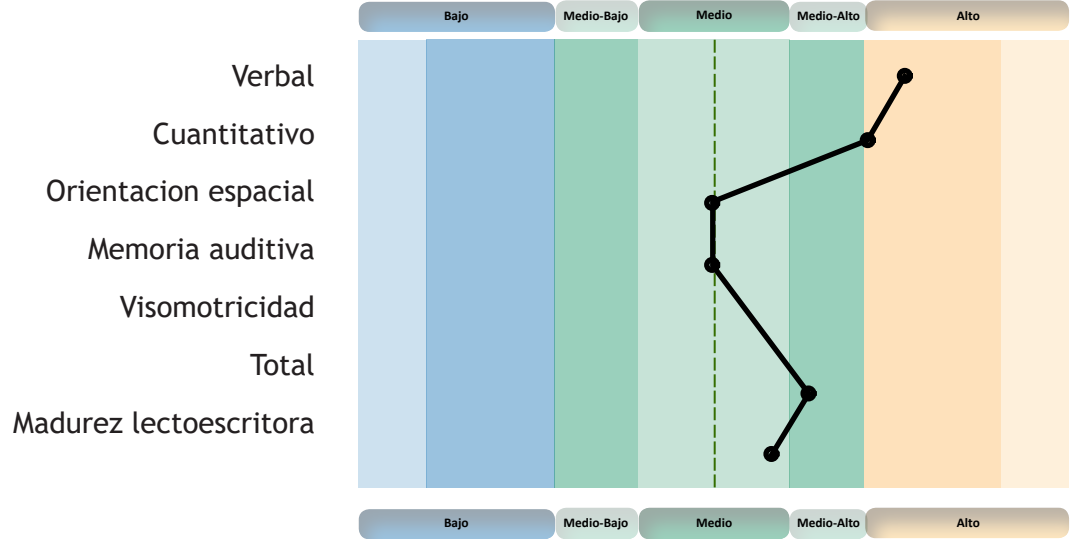 Bajo Medio-Bajo Medio Medio-Alto Alto
Verbal
Cuantitativo
Orientacion espacial
Memoria auditiva
Visomotricidad
Total
Madurez lectoescritora
Bajo Medio-Bajo Medio Medio-Alto Alto